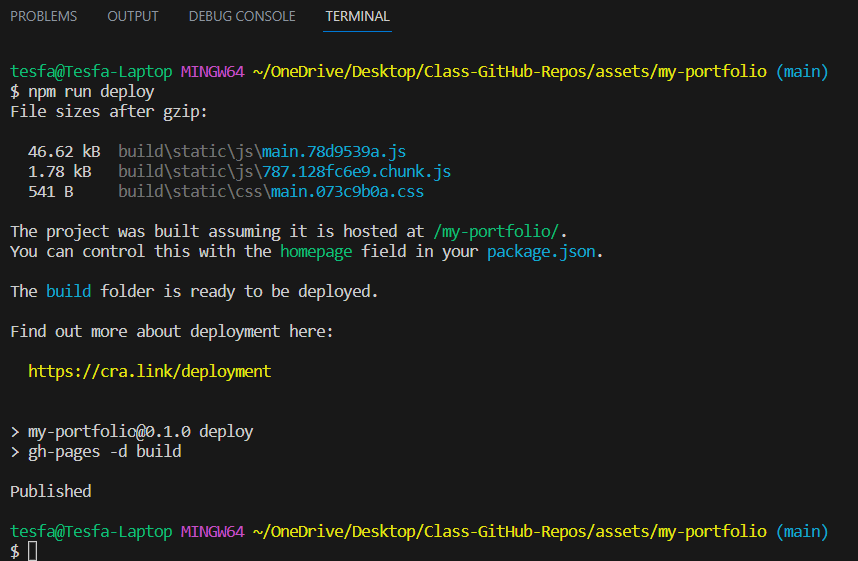 PROBLEMS OUTPUT DEBUG CONSOLE TERMINAL
tesfa@Tesfa-Laptop MINGW64 ~/OneDrive/Desktop/Class-GitHub-Repos/assets/my-portfolio (main)
$ npm run deploy
File sizes after gzip:
46.62 kB build\static\js\main.78d9539a.js
1.78 kB build\static\js\787.128fc6e9.chunk.js
541 B build\static\css\main.073c9b0a.css
The project was built assuming it is hosted at /my-portfolio/.
You can control this with the homepage field in your package.json.
The build folder is ready to be deployed.
Find out more about deployment here:
https://cra.link/deployment
> my-portfolio@0.1.0 deploy
> gh-pages -d build
Published
tesfa@Tesfa-Laptop MINGW64 ~/OneDrive/Desktop/Class-GitHub-Repos/assets/my-portfolio (main)
$